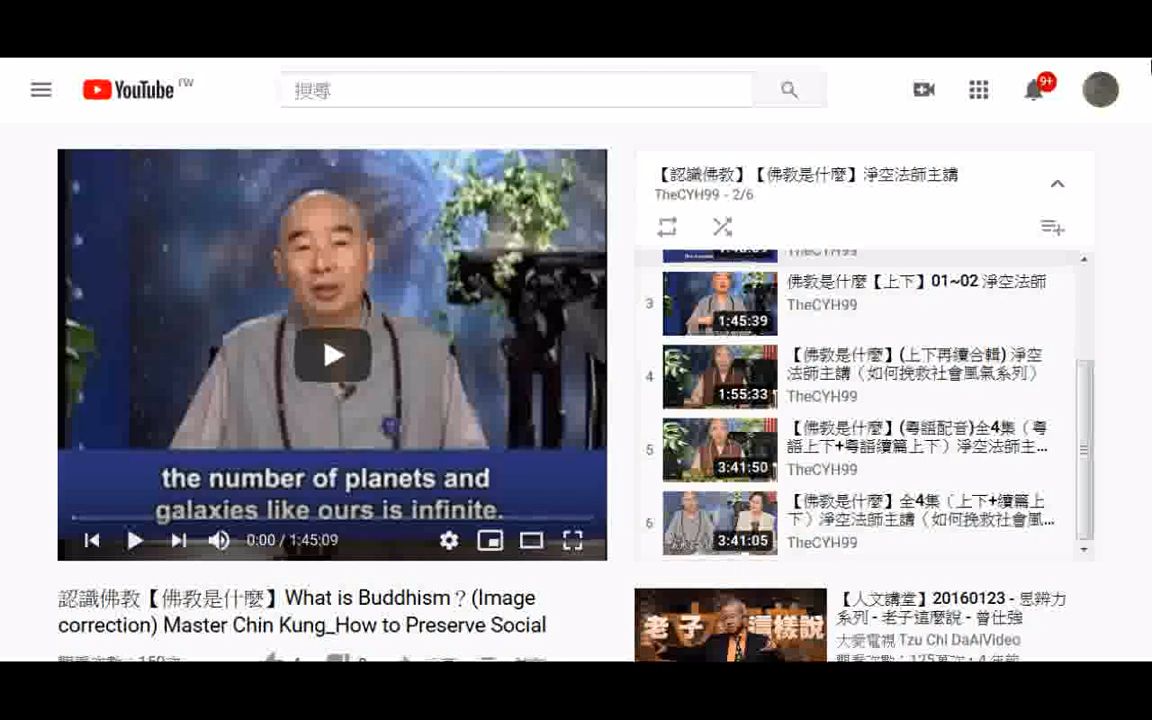 YouTube RW
搜尋
9+
the number of planets and
galaxies like ours is infinite.
0:00 / 1:45:09
認識佛教【佛教是什麼】What is Buddhism？(Image
correction) Master Chin Kung_How to Preserve Social
【認識佛教】【佛教是什麼】淨空法師主講
TheCYH99 - 2/6
TheCYH99
3
1:45:39
佛教是什麼【上下】01~02 淨空法師
TheCYH99
4
1:55:33
【佛教是什麼】(上下再續合輯) 淨空
法師主講（如何挽救社會風氣系列）
TheCYH99
5
3:41:50
【佛教是什麼】(粵語配音)全4集（粵
語上下+粵語續篇上下）淨空法師主...
TheCYH99
6
3:41:05
【佛教是什麼】全4集（上下+續篇上
下）淨空法師主講（如何挽救社會風...
TheCYH99
老子 這樣說
【人文講堂】20160123 - 思辨力
系列 - 老子這麼說 - 曾仕強
大愛電視 Tzu Chi DaAiVideo